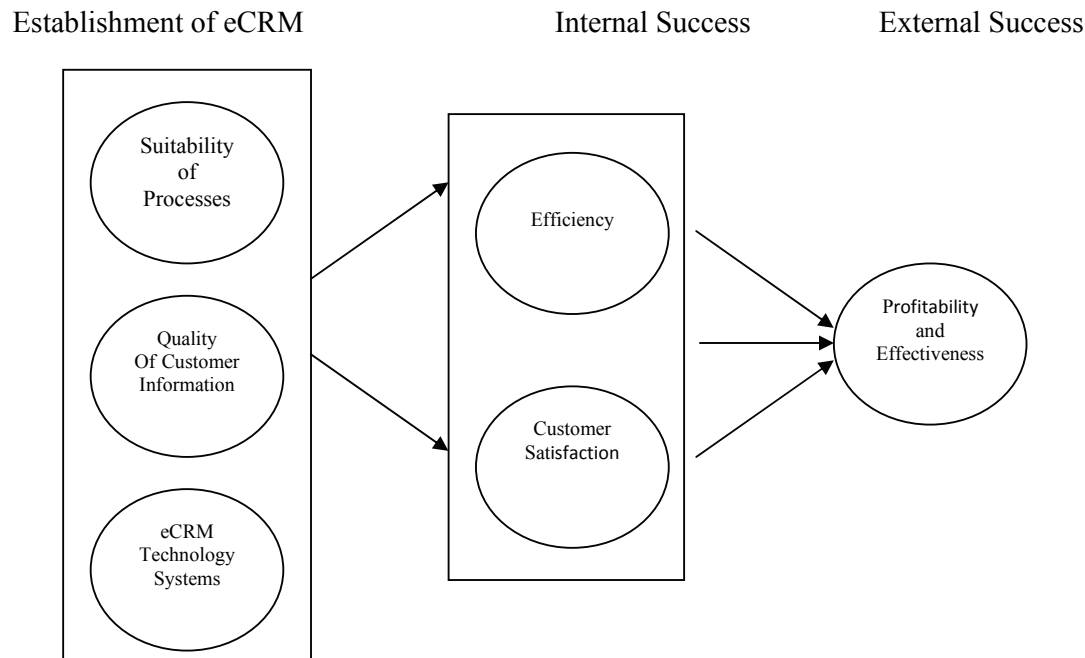 Establishment of eCRM
Internal Success
External Success
Suitability
of
Processes
Quality
Of Customer
Information
eCRM
Technology
Systems
Efficiency
Customer
Satisfaction
Profitability
and
Effectiveness